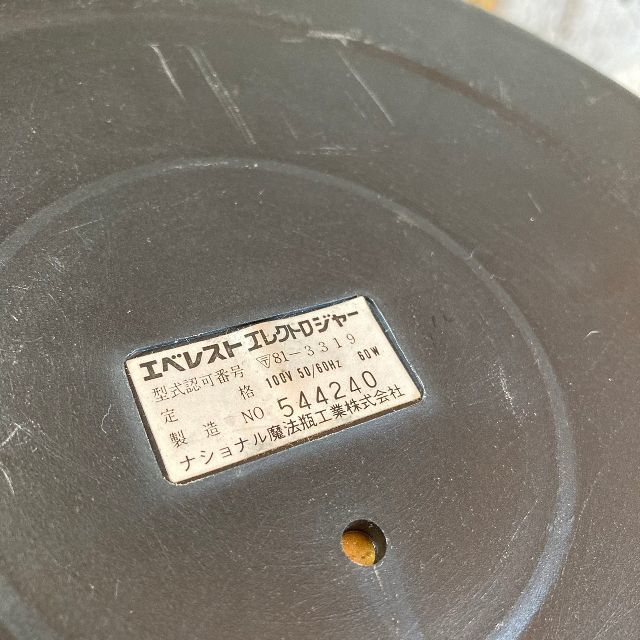 エベレスト エレクトロジャー
型式認可番号 ▽81-3319
定 格 100V 50/60HZ 60W
製 造 NO. 544240
ナショナル魔法瓶工業株式会社